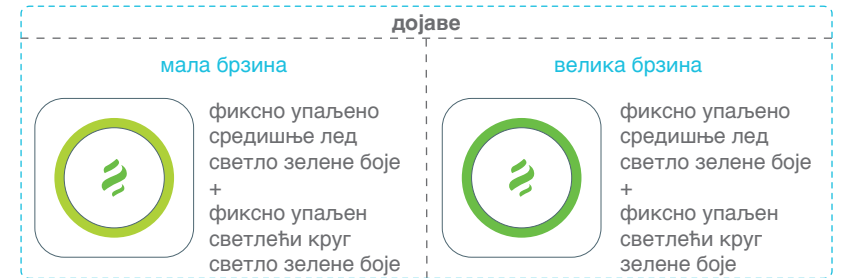 дојаве
мала брзина
фиксно упаљено
средишње лед
светло зелене боје
+
фиксно упаљен
светлећи круг
светло зелене боје
велика брзина
фиксно упаљено
средишње лед
светло зелене боје
+
фиксно упаљен
светлећи круг
зелене боје